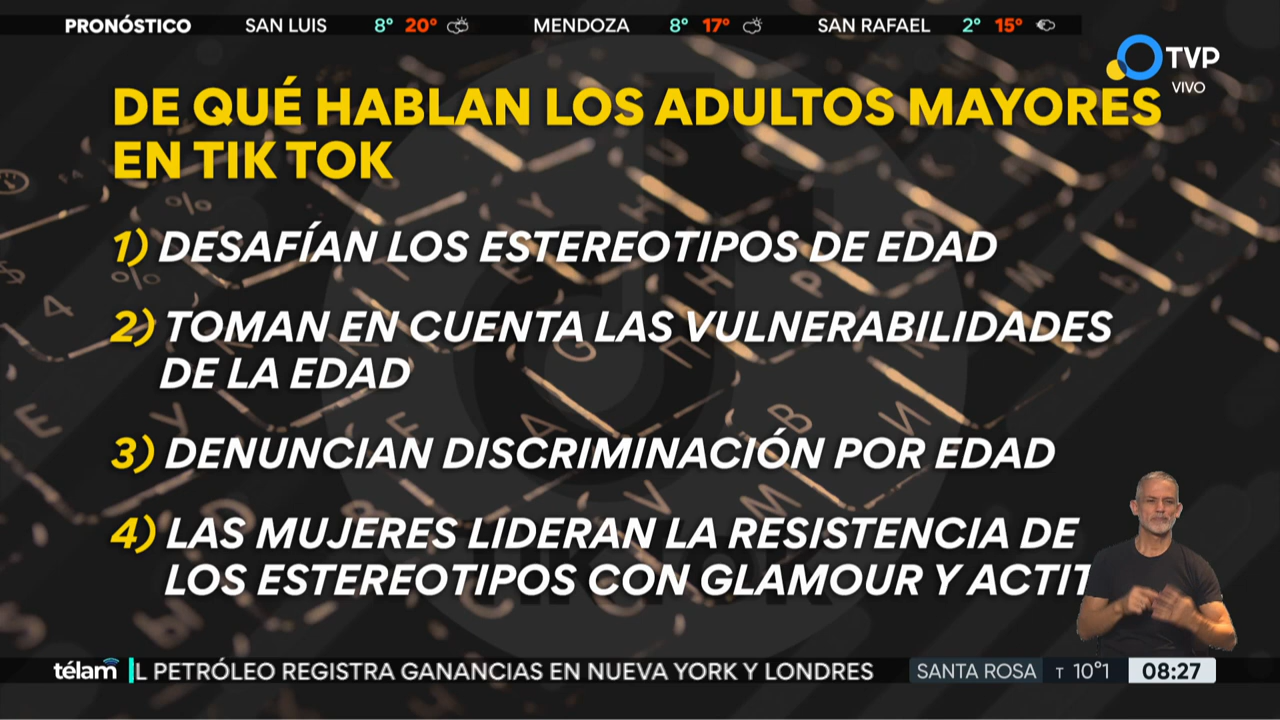 PRONÓSTICO SAN LUIS 8° 20° MENDOZA 8° 17° SAN RAFAEL 2° 15°
TVP
VIVO
DE QUÉ HABLAN LOS ADULTOS MAYORES
EN TIK TOK
1) DESAFÍAN LOS ESTEREOTIPOS DE EDAD
2) TOMAN EN CUENTA LAS VULNERABILIDADES
DE LA EDAD
3) DENUNCIAN DISCRIMINACIÓN POR EDAD
4) LAS MUJERES LIDERAN LA RESISTENCIA DE
LOS ESTEREOTIPOS CON GLAMOUR Y ACTIT
télam L PETRÓLEO REGISTRA GANANCIAS EN NUEVA YORK Y LONDRES SANTA ROSA T 10°1 08:27